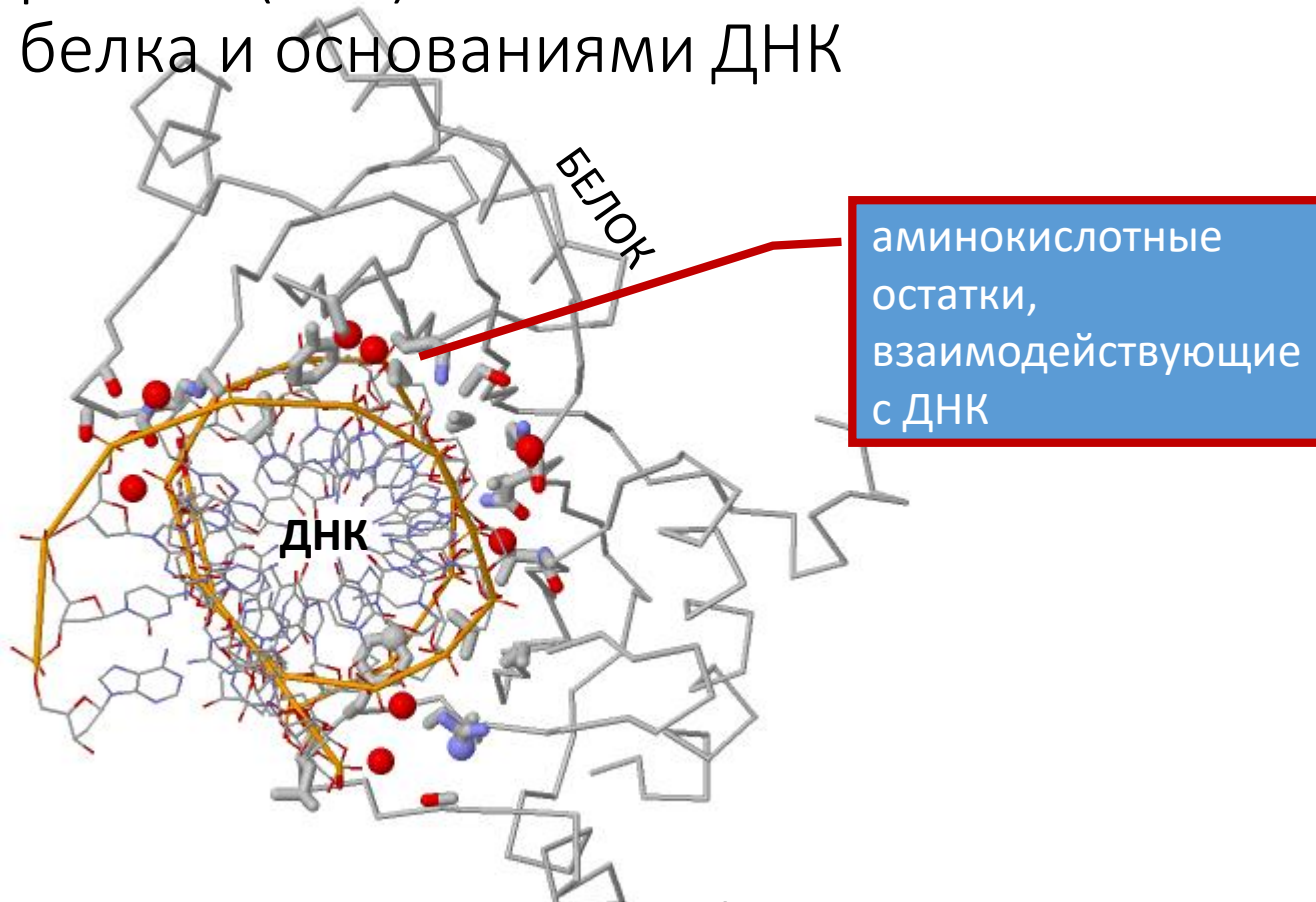 белка и основаниями ДНК
БЕЛОК
аминокислотные
остатки,
взаимодействующие
с ДНК
ДНК